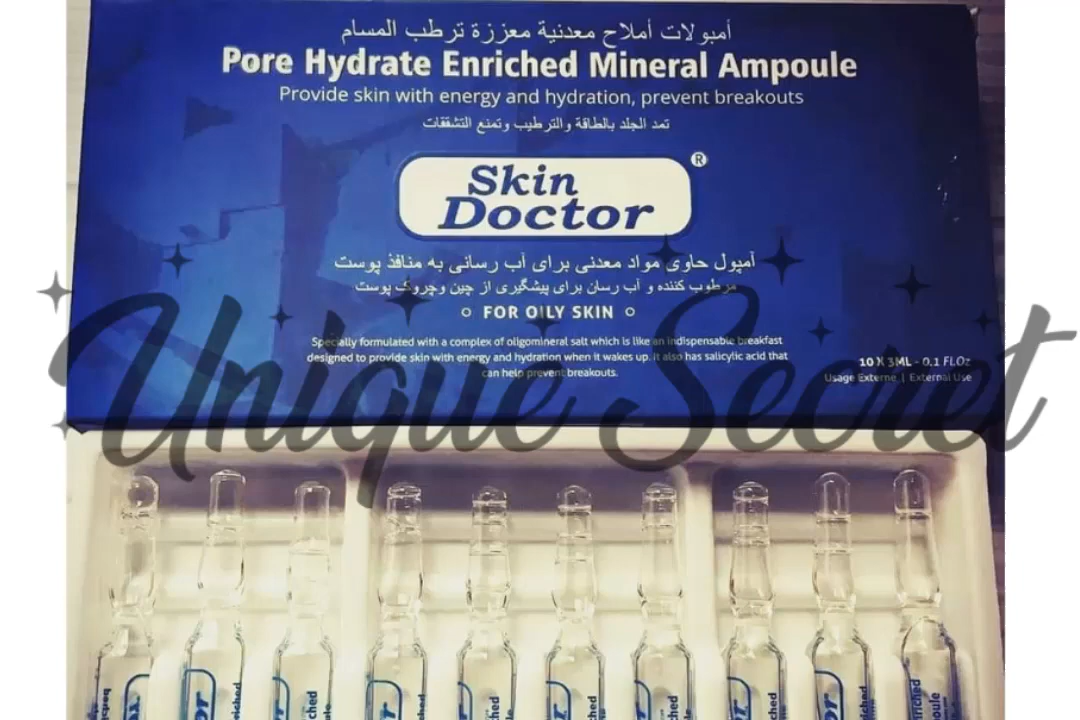 أمبولات أملاح معدنية معززة ترطب المسام
Pore Hydrate Enriched Mineral Ampoule
Provide skin with energy and hydration, prevent breakouts
تمد الجلد بالطاقة والترطيب وتمنع التشققات
Skin ®
Doctor
آمپول حاوی مواد معدنی برای آب رسانی به منافذ پوست
مرطوب کننده و آب رسان برای پیشگیری از چین وچروک پوست
FOR OILY SKIN
Specially formulated with a complex of oligomineral salt which is like an indispensable breakfast
designed to provide skin with energy and hydration when it wakes up. It also has salicylic acid that
can help prevent breakouts.
10 X 3ML - 0.1 FL.Oz
Usage Externe | External Use
Unique Secret